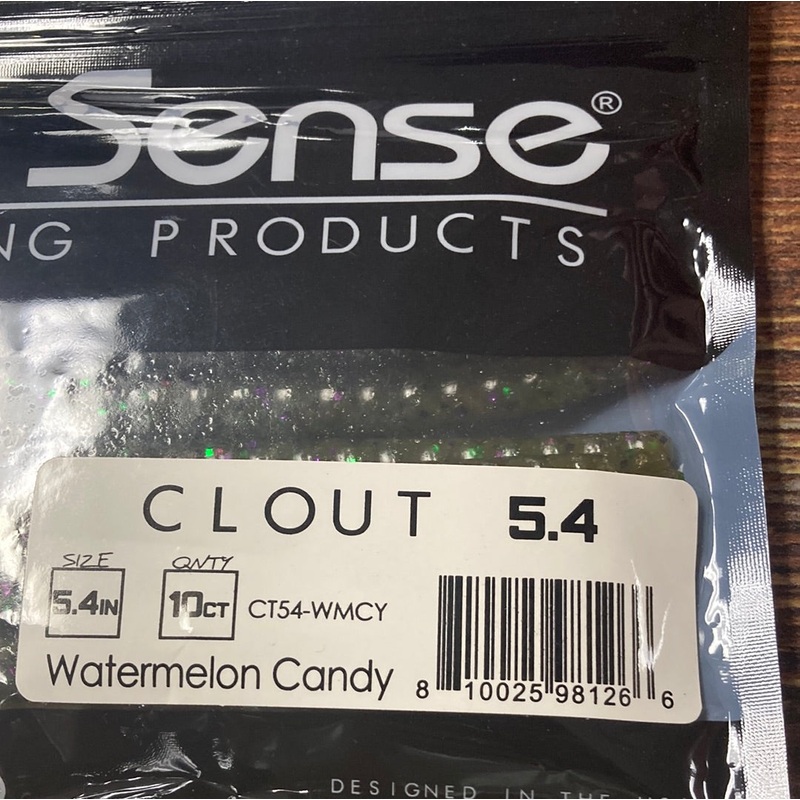 Sense®
NG PRODUCTS
CLOUT 5.4
SIZE QNTY
5.4IN 10CT CT54-WMCY
Watermelon Candy
8 10025 98126 6
DESIGNED IN THE